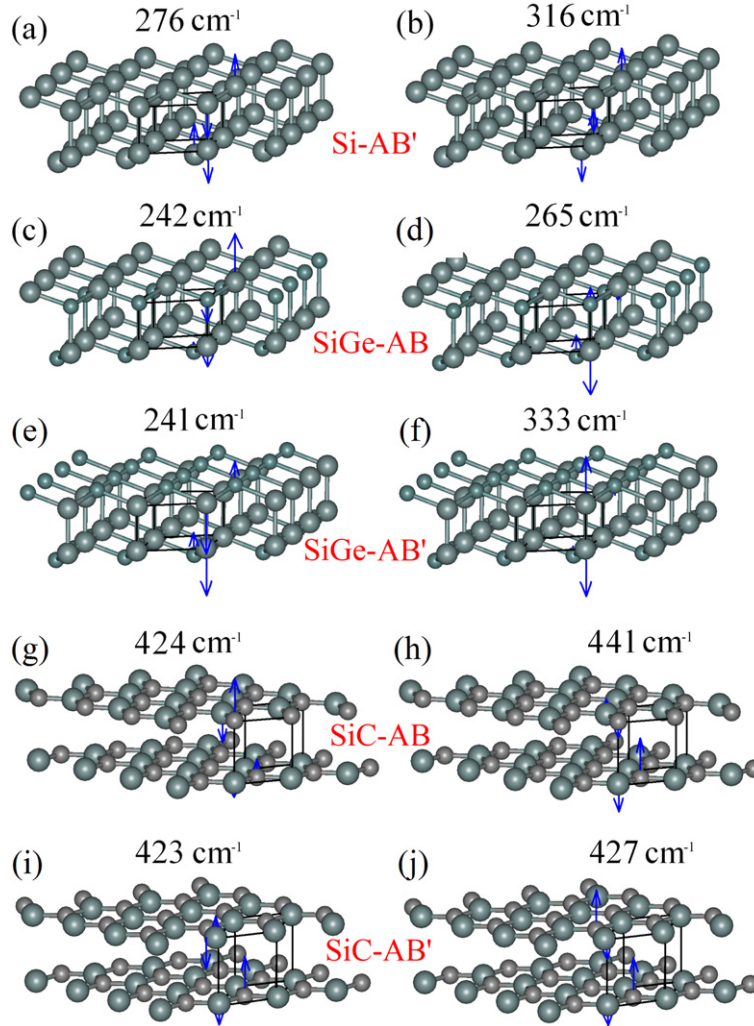 (a) 276 cm⁻¹ (b) 316 cm⁻¹
Si-AB'
(c) 242 cm⁻¹ (d) 265 cm⁻¹
SiGe-AB
(e) 241 cm⁻¹ (f) 333 cm⁻¹
SiGe-AB'
(g) 424 cm⁻¹ (h) 441 cm⁻¹
SiC-AB
(i) 423 cm⁻¹ (j) 427 cm⁻¹
SiC-AB'